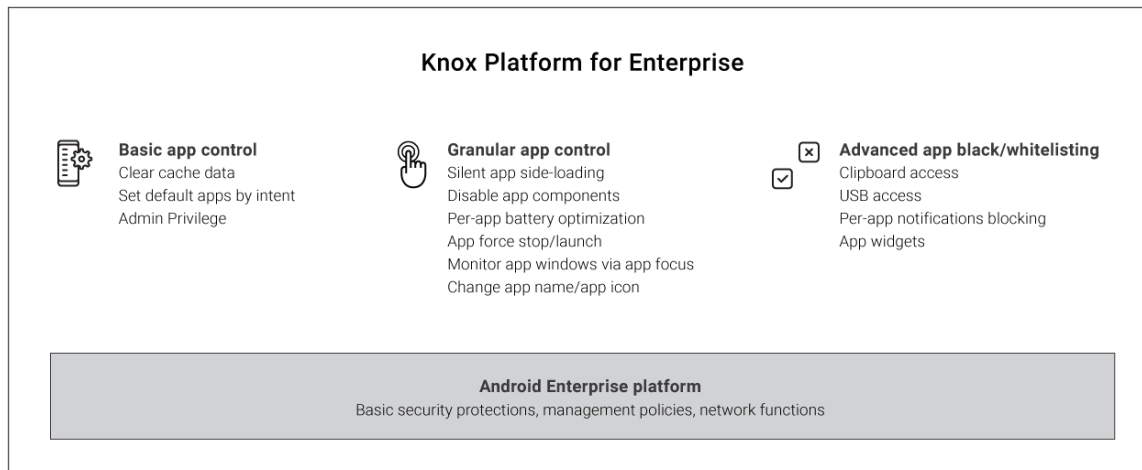 Knox Platform for Enterprise
Basic app control
Clear cache data
Set default apps by intent
Admin Privilege
Granular app control
Silent app side-loading
Disable app components
Per-app battery optimization
App force stop/launch
Monitor app windows via app focus
Change app name/app icon
Advanced app black/whitelisting
Clipboard access
USB access
Per-app notifications blocking
App widgets
Android Enterprise platform
Basic security protections, management policies, network functions